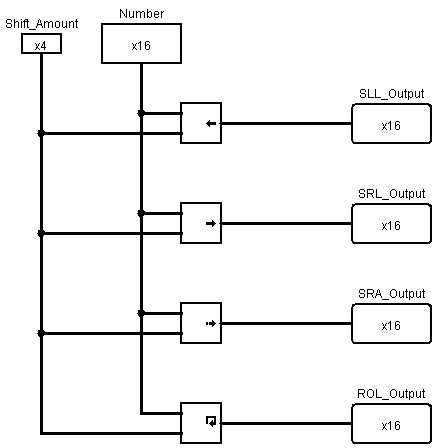 Number
Shift_Amount
x4
x16
SLL_Output
x16
SRL_Output
x16
SRA_Output
x16
ROL_Output
x16